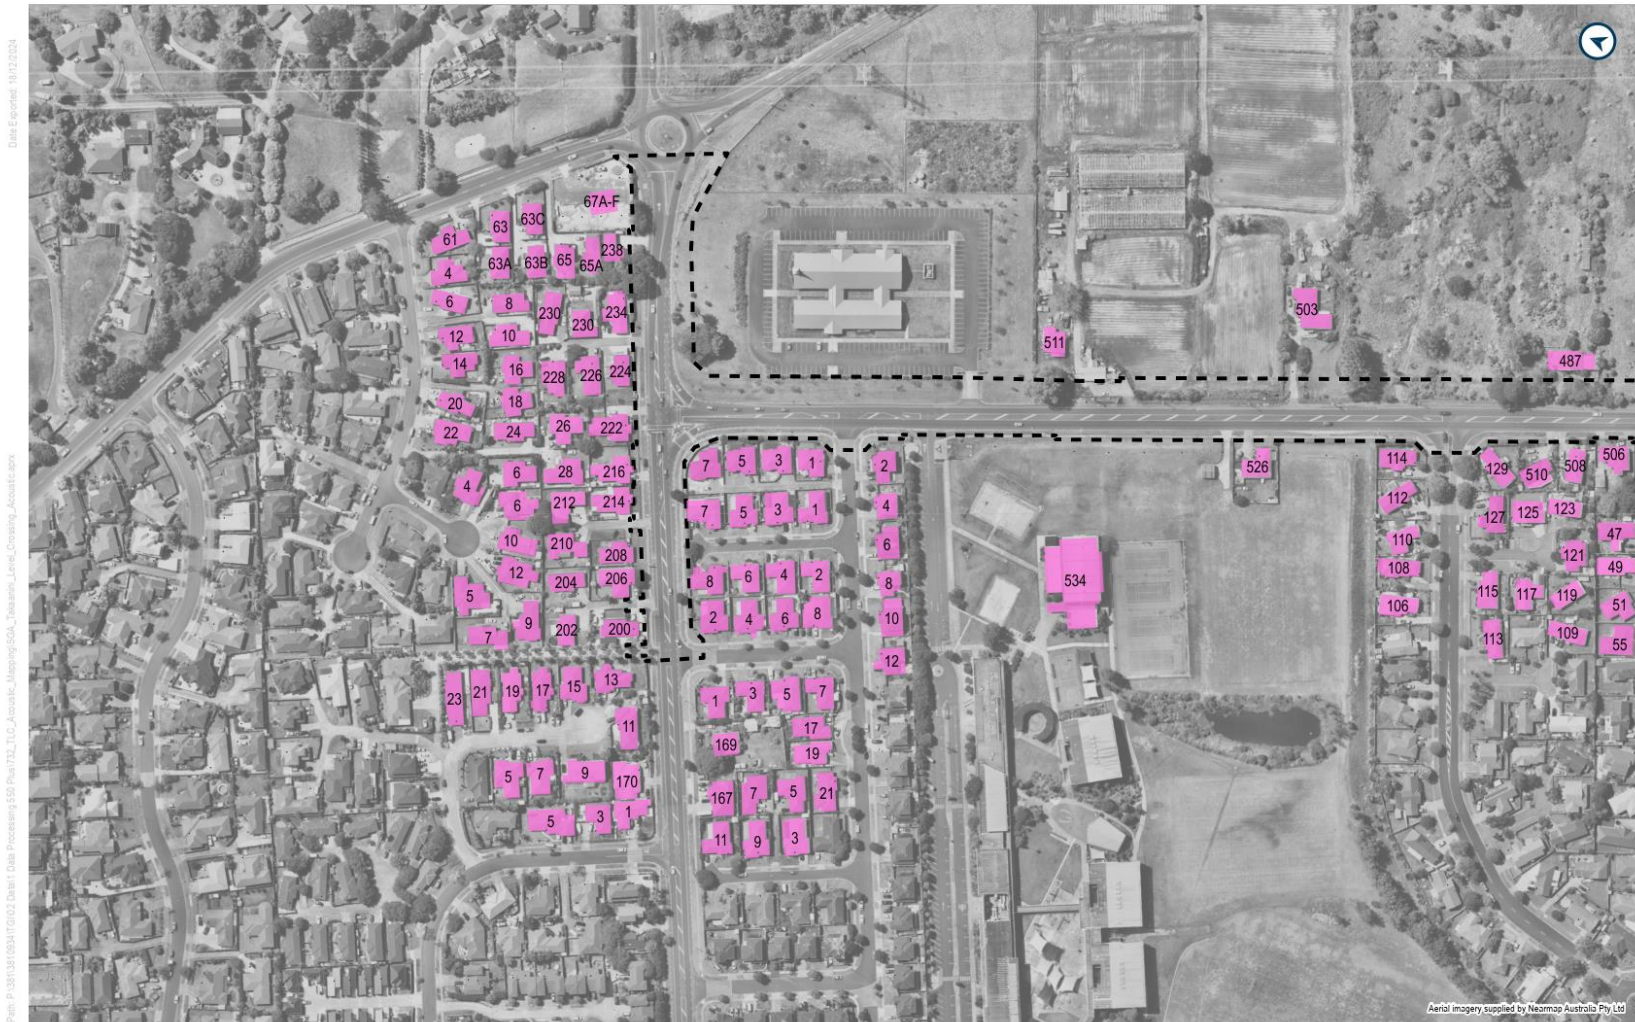 Date Exported: 18/12/2024
67A-F
63 63C
61 238
63A 63B 65 65A
4
6 8 230 234
230
12 10 511 503
14 16 228 226 224 487
20 18
22 24 26 222
7 5 3 1 2 526 114 129 510 508 506
4 6 28 216
6 212 214 7 5 3 1 4 112 127 125 123
10 210 208 6 110 121 47
12 204 206 8 6 4 2 8 534 108 49
5 115 117 119 51
7 9 202 200 2 4 6 8 10 106 113 109 55
12
23 21 19 17 15 13 1 3 5 7
11 169 17
19
5 7 9 170 167 7 5 21
5 3 1 11 9 3
Aerial imagery supplied by Nearmap Australia Pty Ltd